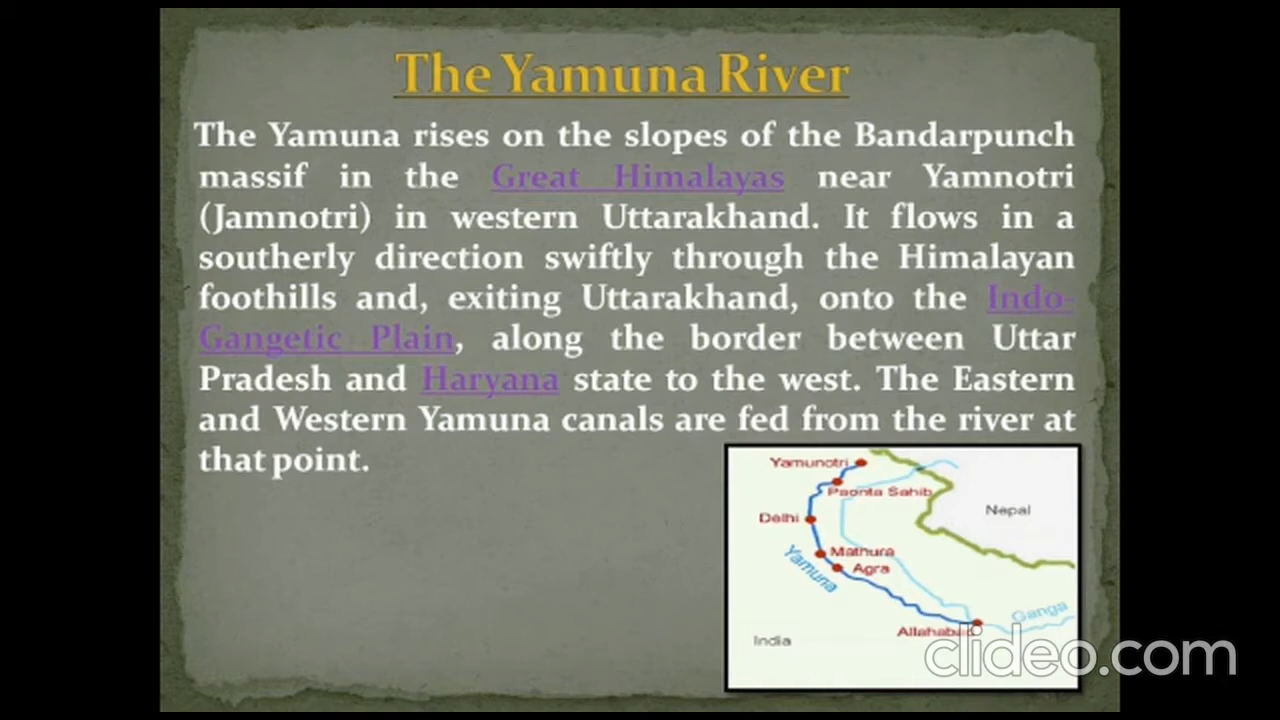 The Yamuna River
The Yamuna rises on the slopes of the Bandarpunch
massif in the Great Himalayas near Yamnotri
(Jamnotri) in western Uttarakhand. It flows in a
southerly direction swiftly through the Himalayan
foothills and, exiting Uttarakhand, onto the Indo-
Gangetic Plain, along the border between Uttar
Pradesh and Haryana state to the west. The Eastern
and Western Yamuna canals are fed from the river at
that point.
Yamunotri
Paonta Sahib
Nepal
Delhi
Mathura
Yamuna
Agra
Ganga
Allahabad
India
clideo.com